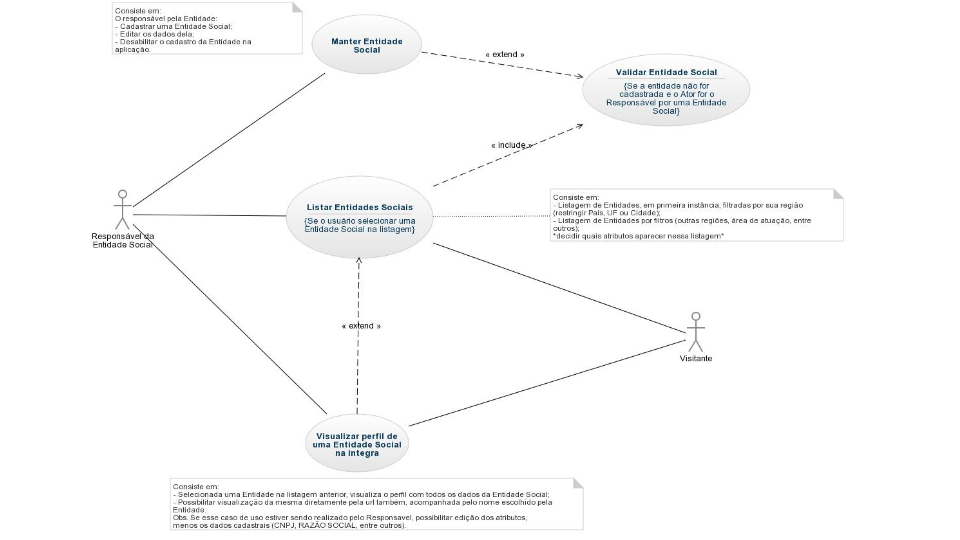 Consiste em:
O responsável pela Entidade:
- Cadastrar uma Entidade Social;
- Editar os dados dela,
- Desabilitar o cadastro da Entidade na
aplicação.
Manter Entidade
Social
« extend »
Validar Entidade Social
{Se a entidade não for
cadastrada e o Ator for o
Responsável por uma Entidade
Social}
« include »
Listar Entidades Sociais
{Se o usuário selecionar uma
Entidade Social na listagem}
Consiste em:
- Listagem de Entidades, em primeira instância, filtradas por sua região
(restringir País, UF ou Cidade);
- Listagem de Entidades por filtros (outras regiões, área de atuação, entre
outros);
*decidir quais atributos aparecer nessa listagem*
Responsável da
Entidade Social
« extend »
Visitante
Visualizar perfil de
uma Entidade Social
na íntegra
Consiste em:
- Selecionada uma Entidade na listagem anterior, visualiza o perfil com todos os dados da Entidade Social;
- Possibilitar visualização da mesma diretamente pela url também, acompanhada pelo nome escolhido pela
Entidade.
Obs. Se esse caso de uso estiver sendo realizado pelo Responsavel, possibilitar edição dos atributos,
menos os dados cadastrais (CNPJ, RAZÃO SOCIAL, entre outros).